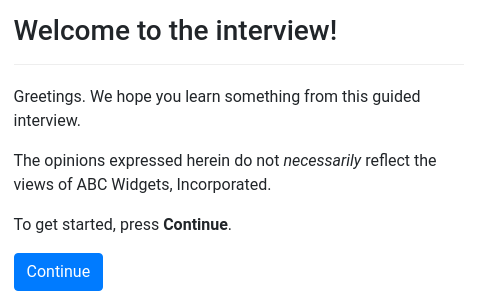 Welcome to the interview!
Greetings. We hope you learn something from this guided
interview.
The opinions expressed herein do not necessarily reflect the
views of ABC Widgets, Incorporated.
To get started, press Continue.
Continue